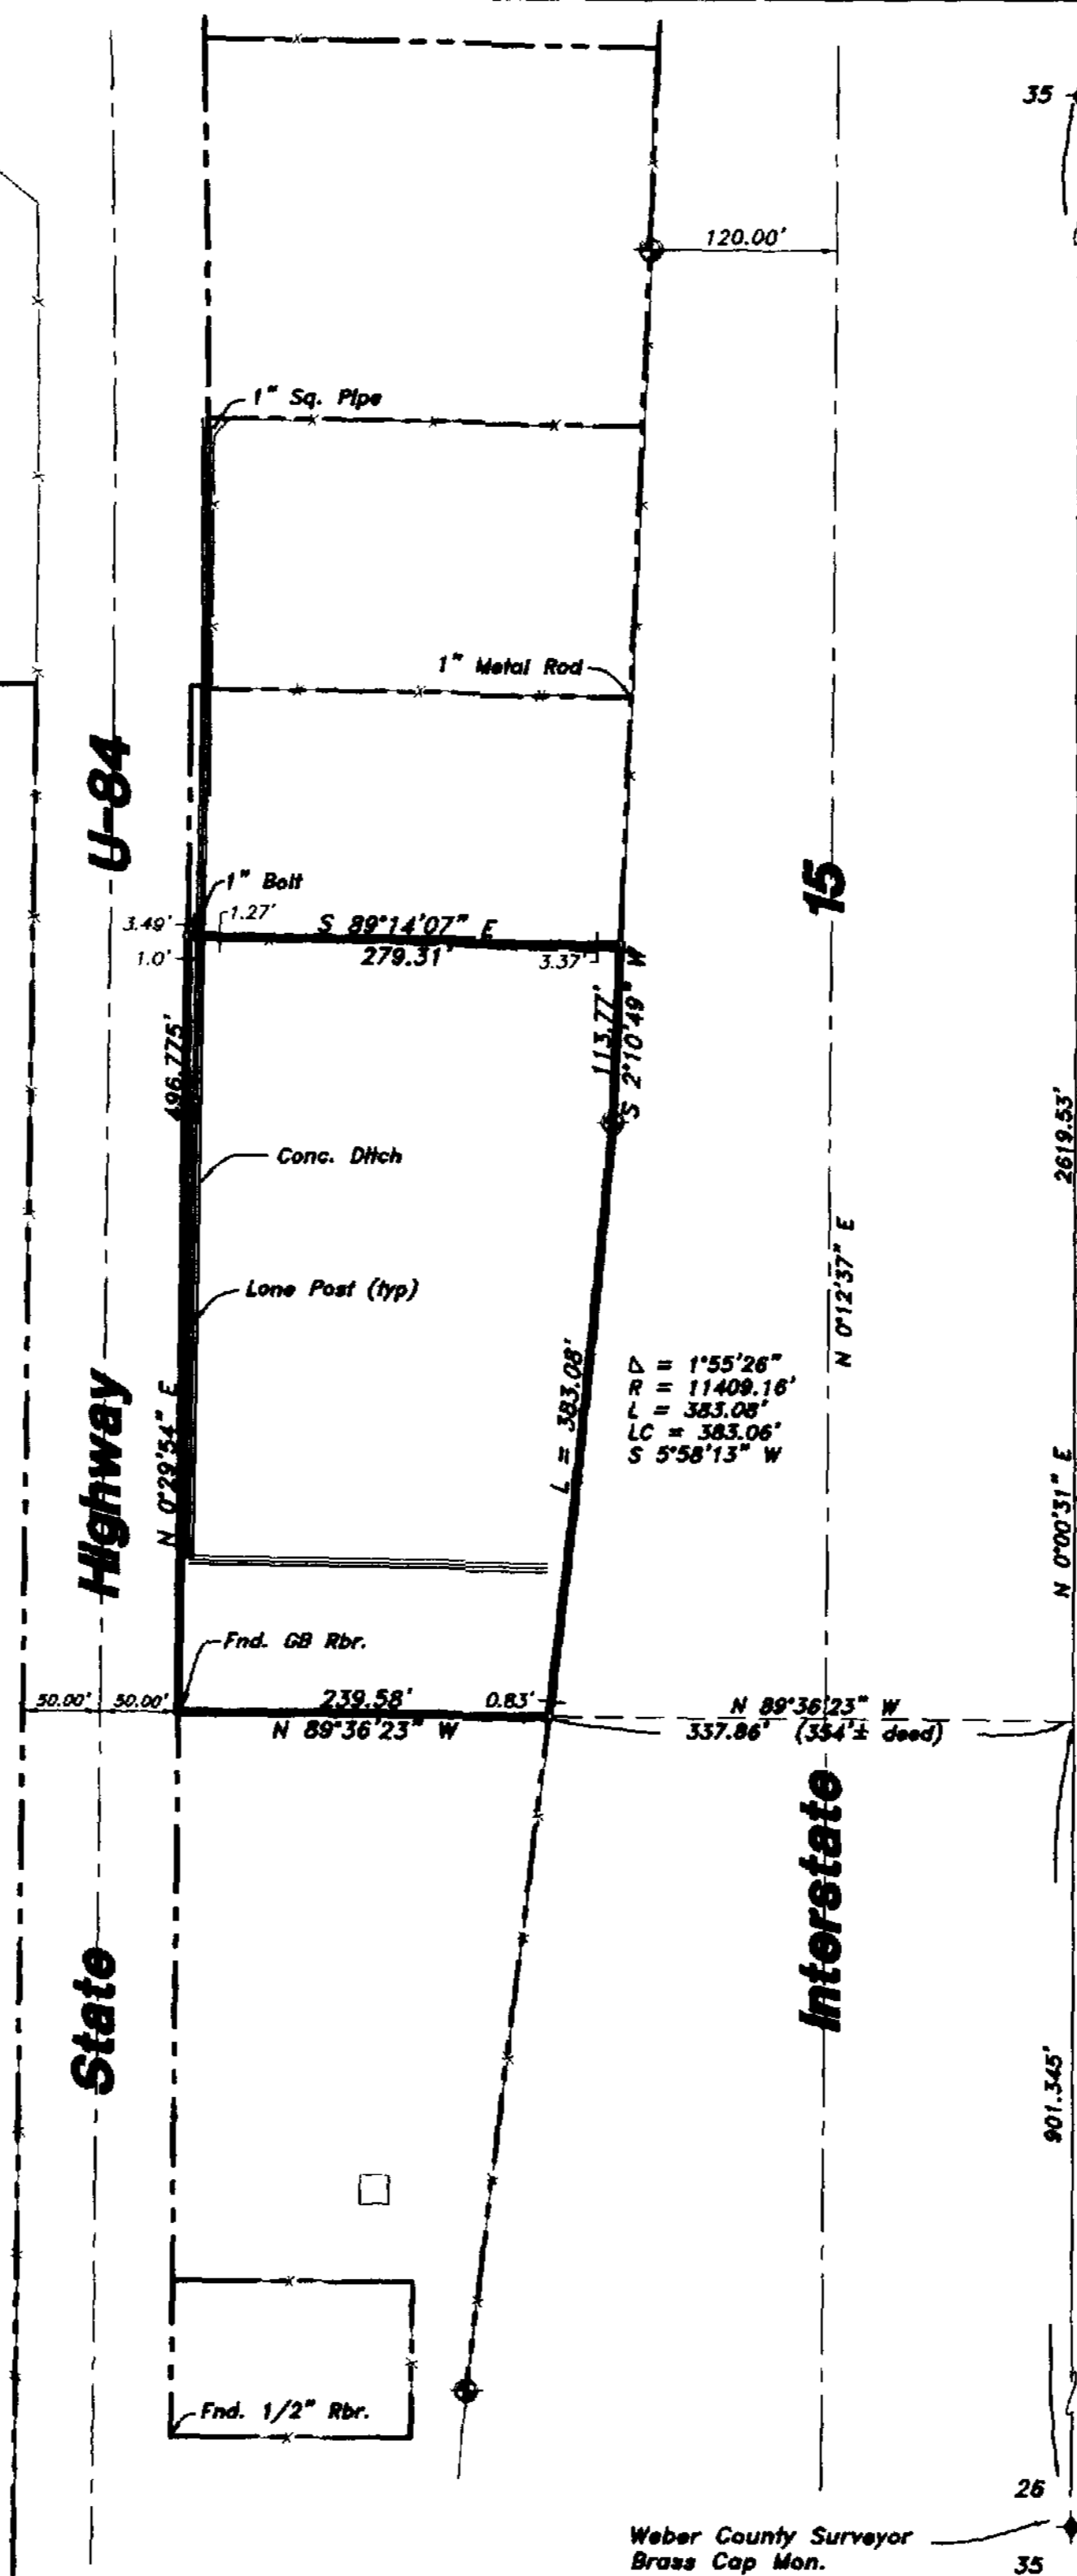 35
120.00'
1" Sq. Pipe
1" Metal Rod
U-84
15
1" Bolt
3.49'
1.27'
S 89°14'07" E
279.31'
1.0'
3.37'
113.77'
S 2°10'49" W
496.775'
Conc. Ditch
2619.53'
Lone Post (typ)
N 0°12'37" E
L = 383.08'
Δ = 1°55'26"
R = 11409.16'
L = 383.08'
LC = 383.06'
S 5°58'13" W
Highway
N 0°29'54" E
N 0°00'31" E
Fnd. GB Rbr.
50.00'
50.00'
239.58'
0.83'
N 89°36'23" W
N 89°36'23" W
337.86' (354'± deed)
Interstate
State
901.345'
Fnd. 1/2" Rbr.
26
Weber County Surveyor
Brass Cap Mon.
35